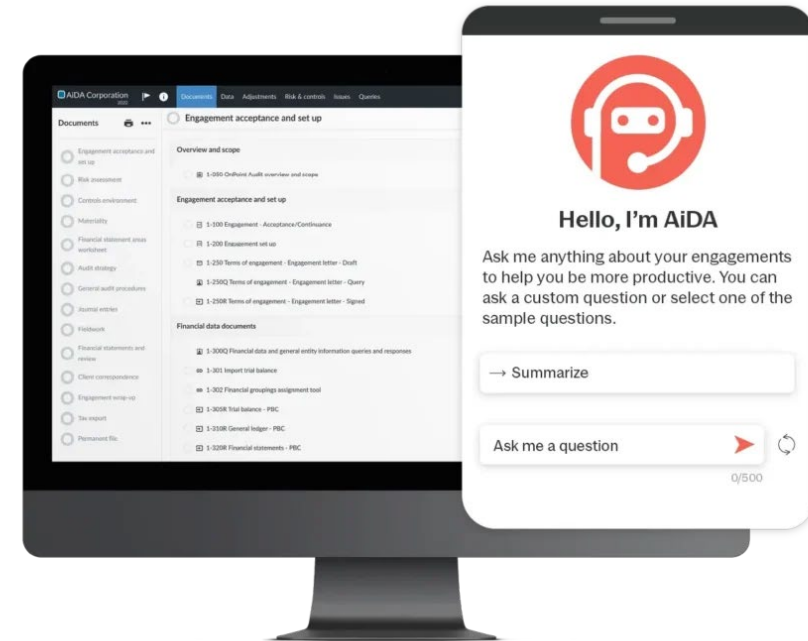 AiDA Corporation
2023
Documents Data Adjustments Risk & controls Issues Queries
Documents
Engagement acceptance and set up
Engagement acceptance and
set up
Risk assessment
Controls environment
Materiality
Financial statement areas
worksheet
Audit strategy
General audit procedures
Journal entries
Fieldwork
Financial statements and
review
Client correspondence
Engagement wrap-up
Tax export
Permanent file
Overview and scope
1-050 OnPoint Audit overview and scope
Engagement acceptance and set up
1-100 Engagement - Acceptance/Continuance
1-200 Engagement set up
1-250 Terms of engagement - Engagement letter - Draft
1-250Q Terms of engagement - Engagement letter - Query
1-250R Terms of engagement - Engagement letter - Signed
Financial data documents
1-300Q Financial data and general entity information queries and responses
1-301 Import trial balance
1-302 Financial groupings assignment tool
1-305R Trial balance - PBC
1-310R General ledger - PBC
1-320R Financial statements - PBC
Hello, I'm AiDA
Ask me anything about your engagements
to help you be more productive. You can
ask a custom question or select one of the
sample questions.
→ Summarize
Ask me a question
0/500